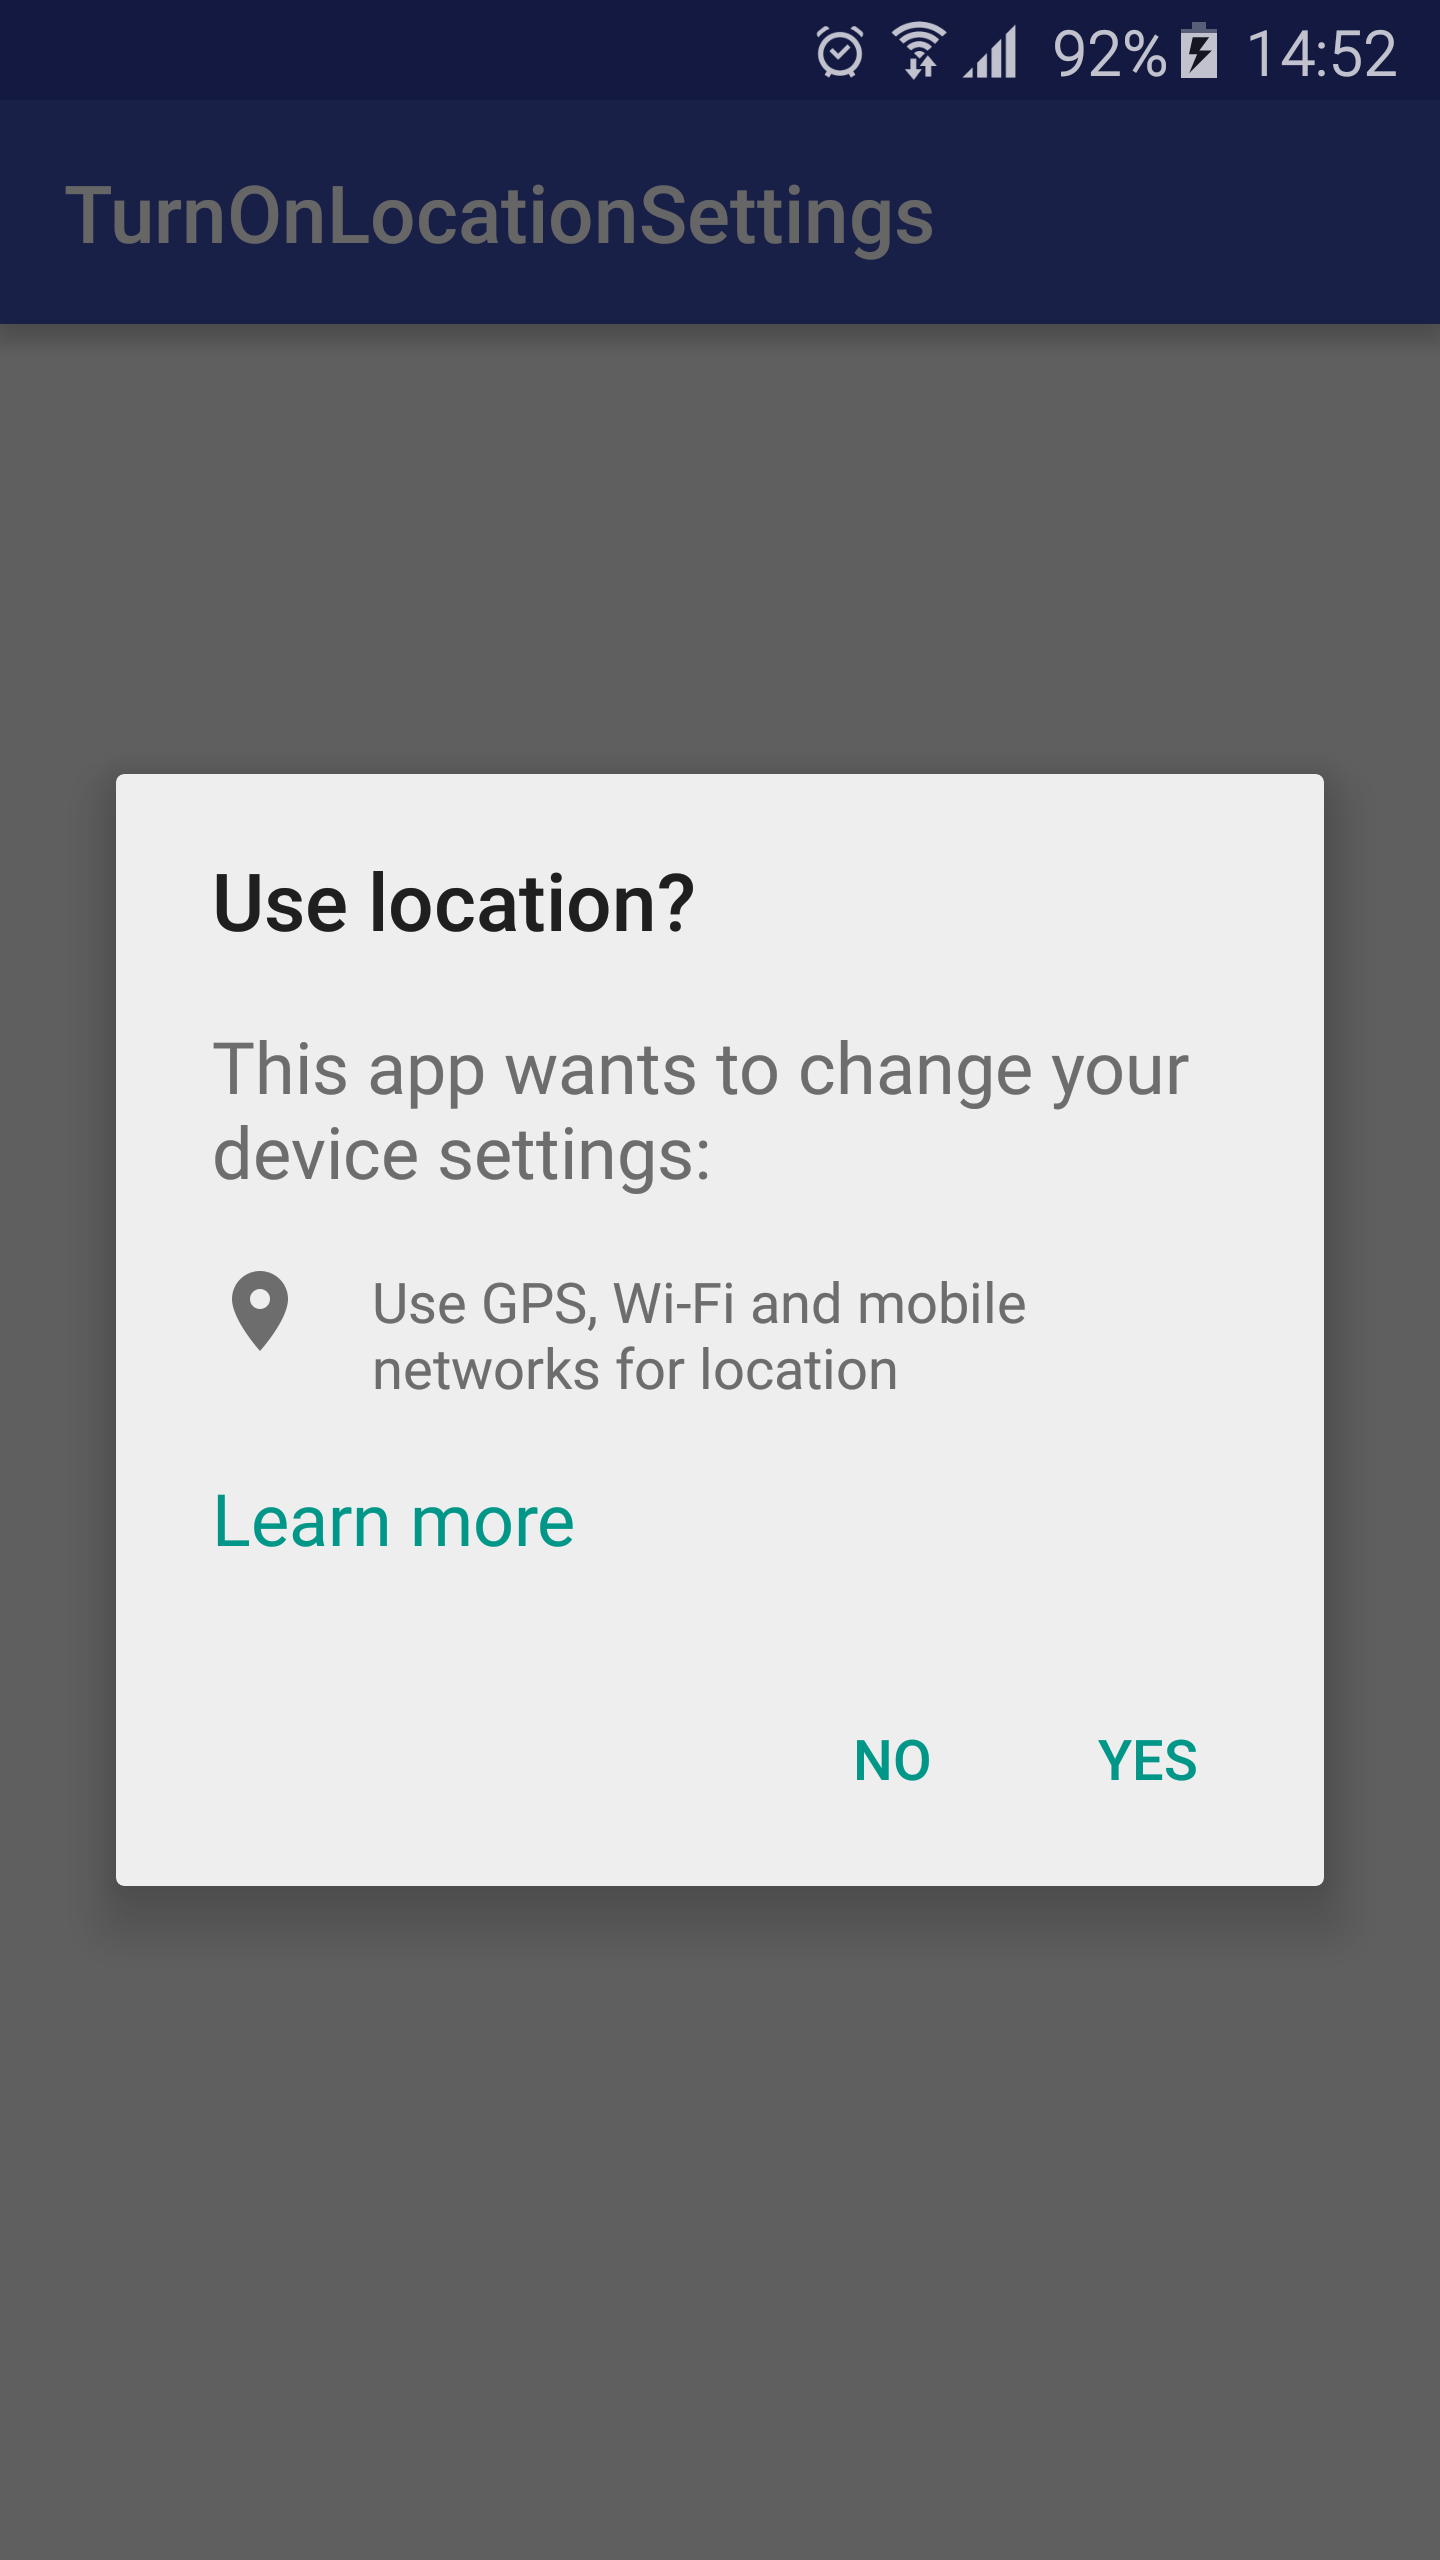 92% 14:52
TurnOnLocationSettings
Use location?
This app wants to change your
device settings:
Use GPS, Wi-Fi and mobile
networks for location
Learn more
NO YES